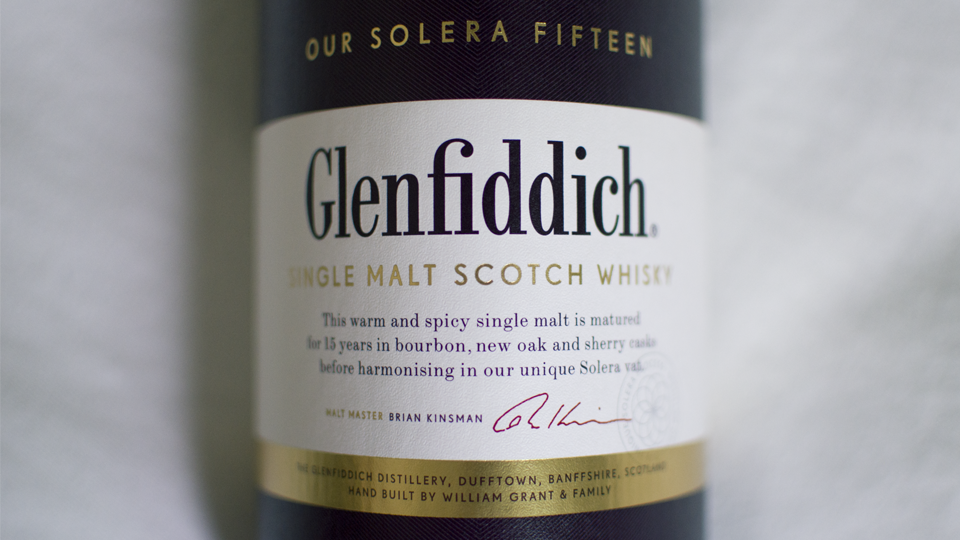 OUR SOLERA FIFTEEN
Glenfiddich®
SINGLE MALT SCOTCH WHISKY
This warm and spicy single malt is matured
for 15 years in bourbon, new oak and sherry casks
before harmonising in our unique Solera vat.
MALT MASTER BRIAN KINSMAN
THE GLENFIDDICH DISTILLERY, DUFFTOWN, BANFFSHIRE, SCOTLAND
HAND BUILT BY WILLIAM GRANT & FAMILY